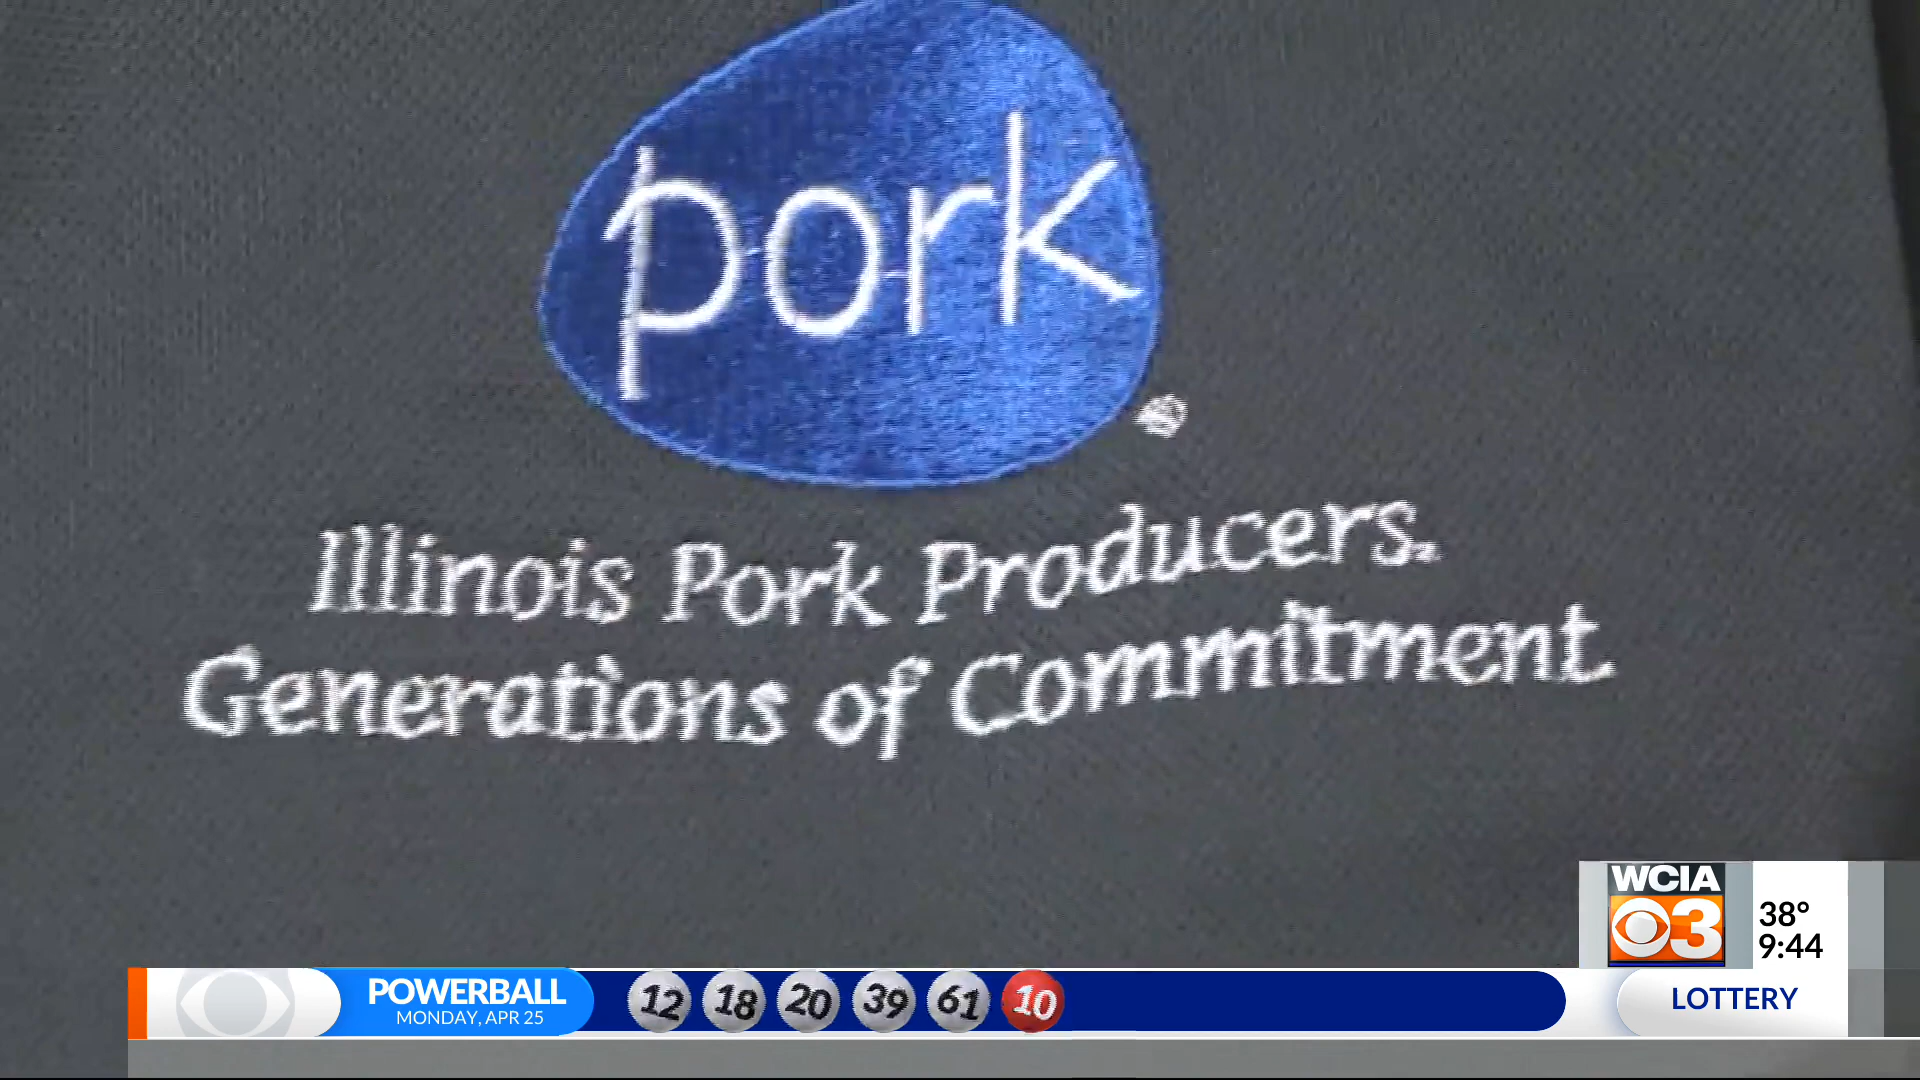 pork
Illinois Pork Producers.
Generations of Commitment
WCIA
3
38°
9:44
POWERBALL
MONDAY, APR 25
12 18 20 39 61 10
LOTTERY